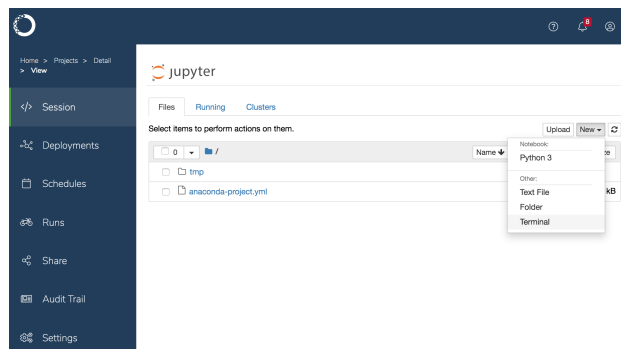 8
Home > Projects > Detail
> View
jupyter
</> Session
Deployments
Schedules
Runs
Share
Audit Trail
Settings
Files Running Clusters
Select items to perform actions on them.
Upload New
0 /
Name
tmp
anaconda-project.yml
kB
Notebook:
Python 3
Other:
Text File
Folder
Terminal